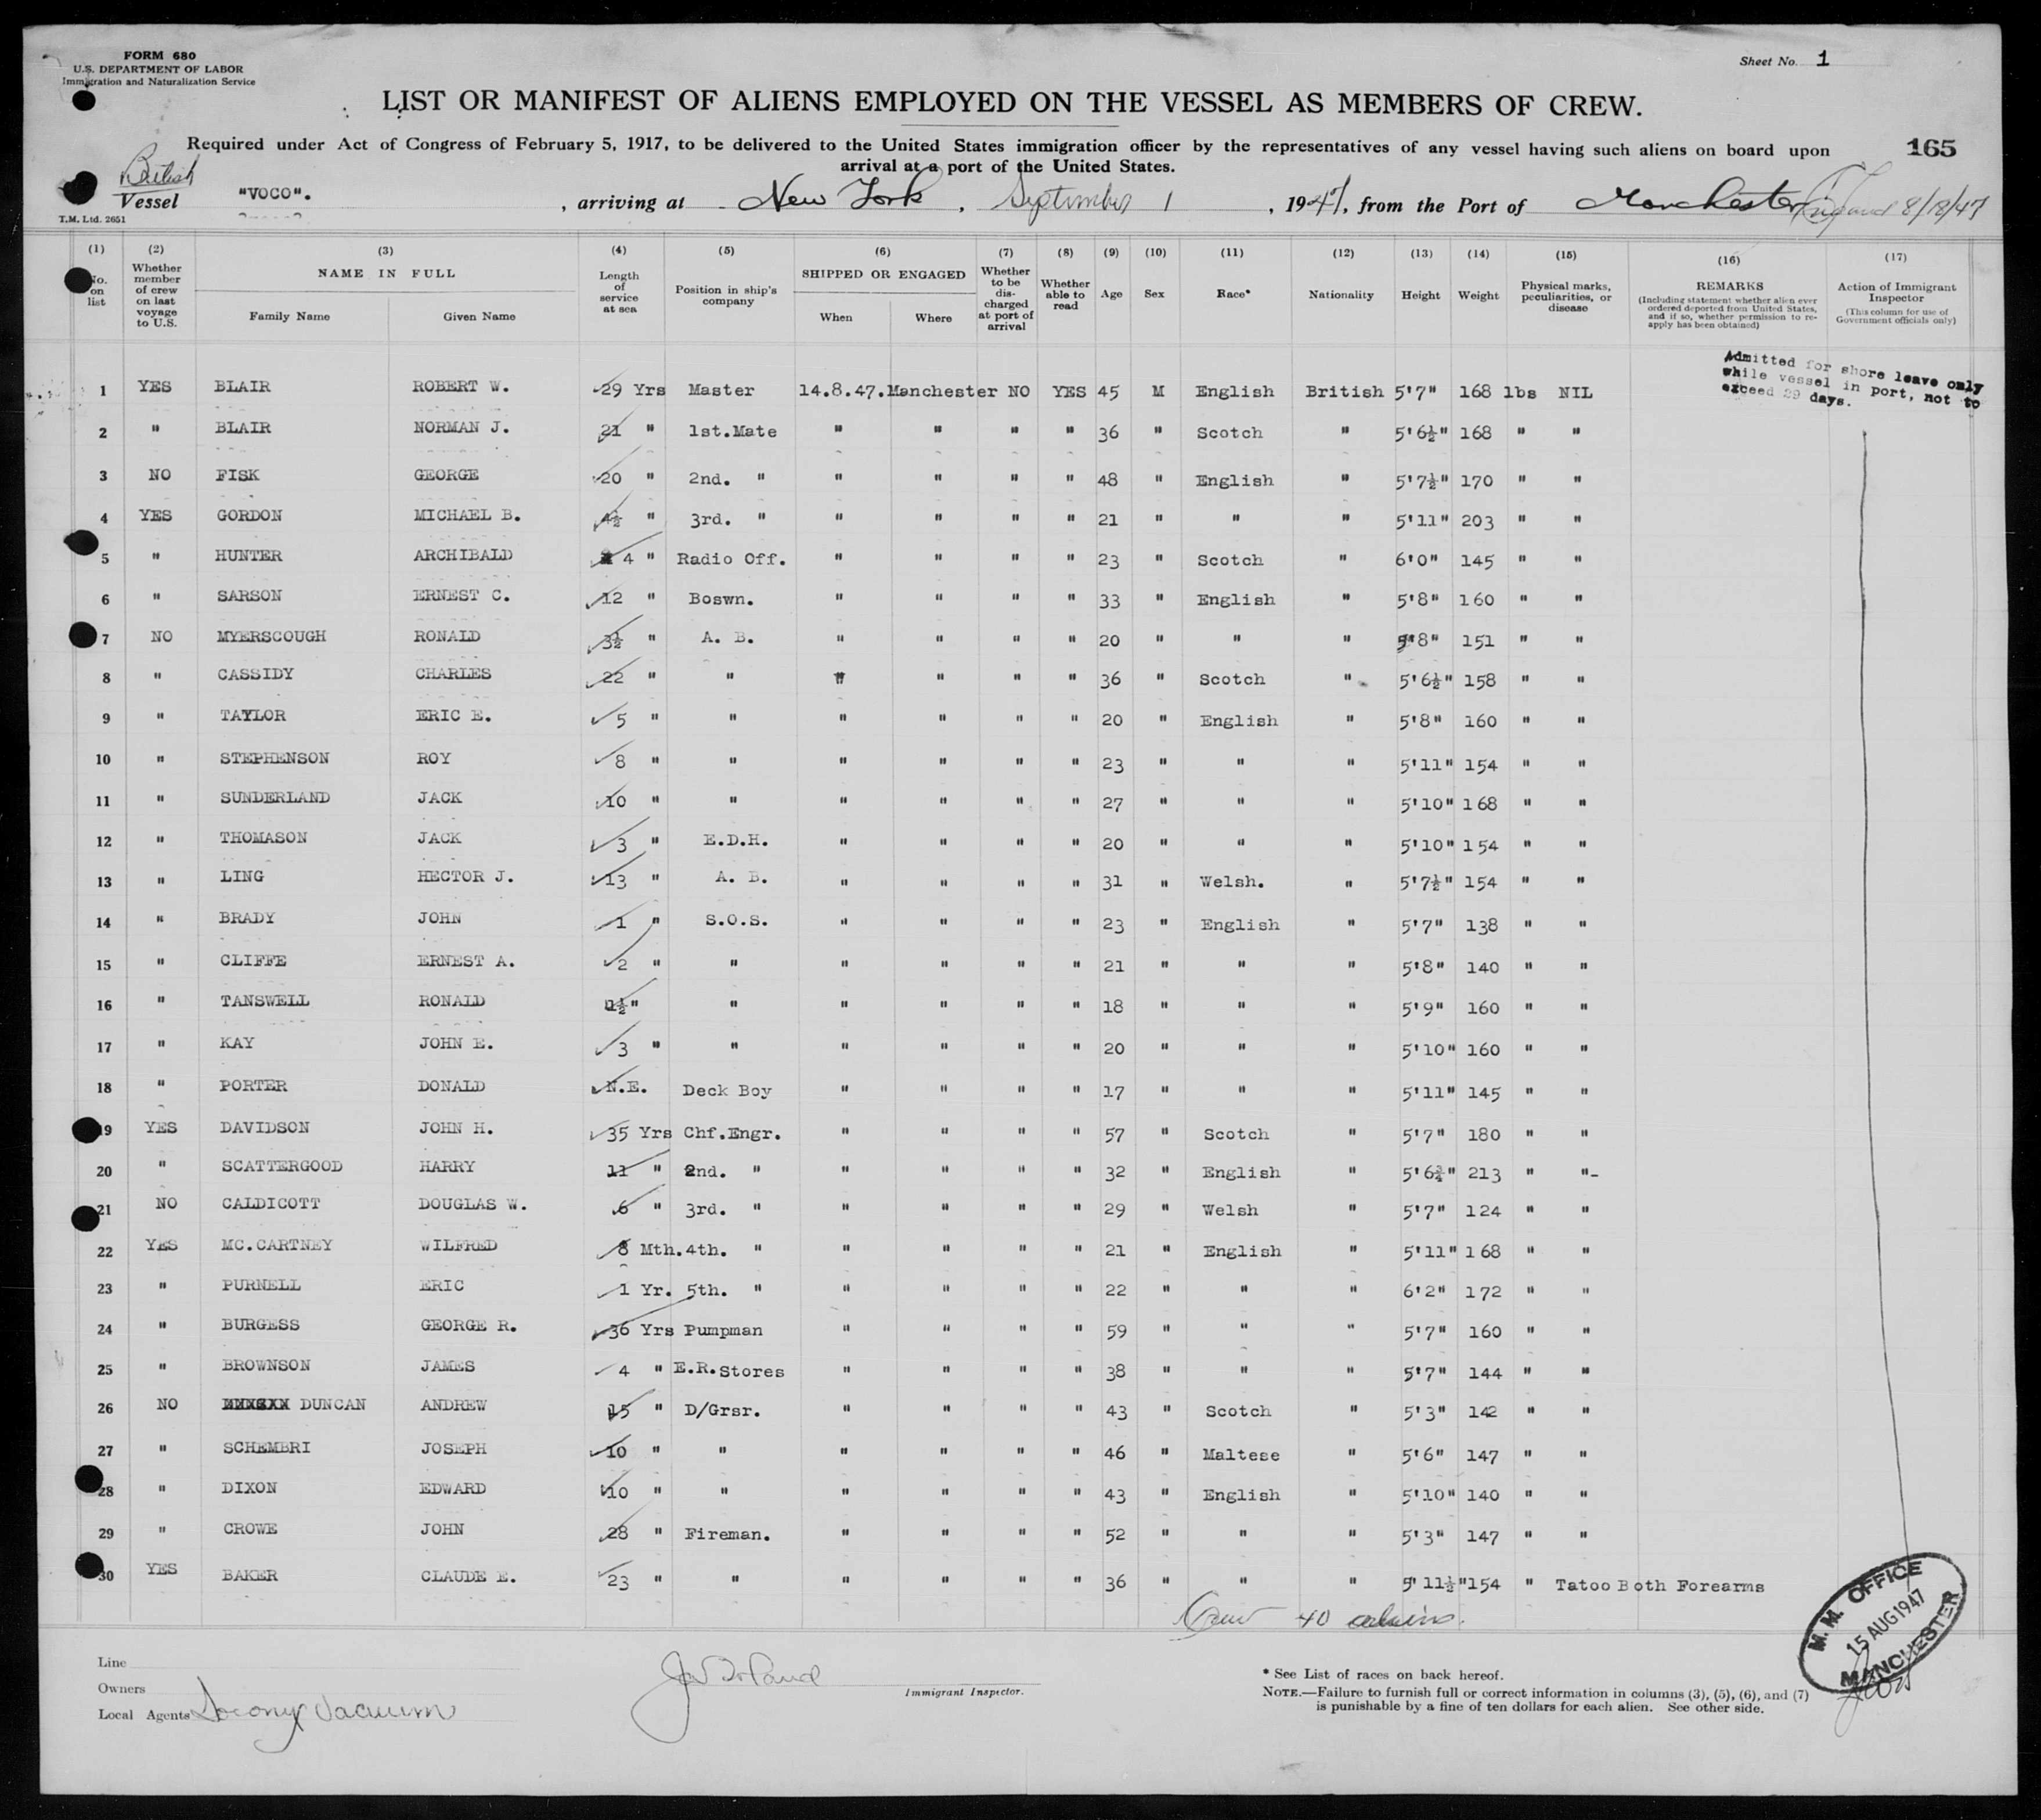 FORM 680
U.S. DEPARTMENT OF LABOR
Immigration and Naturalization Service
Sheet No. 1
LIST OR MANIFEST OF ALIENS EMPLOYED ON THE VESSEL AS MEMBERS OF CREW.
Required under Act of Congress of February 5, 1917, to be delivered to the United States immigration officer by the representatives of any vessel having such aliens on board upon
arrival at a port of the United States.
165
British
Vessel "VOCO". , arriving at New York , September 1 , 1947, from the Port of Manchester England 8/18/47
T.M. Ltd. 2651
(1) (2) (3) (4) (5) (6) (7) (8) (9) (10) (11) (12) (13) (14) (15) (16) (17)
No. on list
Whether member of crew on last voyage to U.S.
NAME IN FULL
Family Name Given Name
Length of service at sea
Position in ship's company
SHIPPED OR ENGAGED
When Where
Whether to be discharged at port of arrival
Whether able to read
Age Sex Race* Nationality Height Weight
Physical marks, peculiarities, or disease
REMARKS
(Including statement whether alien ever ordered deported from United States, and if so, whether permission to re-apply has been obtained)
Action of Immigrant Inspector
(This column for use of Government officials only)
Admitted for shore leave only
while vessel in port, not to
exceed 29 days.
1 YES BLAIR ROBERT W. 29 Yrs Master 14.8.47. Manchester NO YES 45 M English British 5'7" 168 lbs NIL
2 " BLAIR NORMAN J. 21 " 1st.Mate " " " " 36 " Scotch " 5'6½" 168 " "
3 NO FISK GEORGE 20 " 2nd. " " " " " 48 " English " 5'7½" 170 " "
4 YES GORDON MICHAEL B. 4½ " 3rd. " " " " " 21 " " " 5'11" 203 " "
5 " HUNTER ARCHIBALD 4 " Radio Off. " " " " 23 " Scotch " 6'0" 145 " "
6 " SARSON ERNEST C. 12 " Boswn. " " " " 33 " English " 5'8" 160 " "
7 NO MYERSCOUGH RONALD 3½ " A. B. " " " " 20 " " " 5'8" 151 " "
8 " CASSIDY CHARLES 22 " " " " " " 36 " Scotch " 5'6½" 158 " "
9 " TAYLOR ERIC E. 5 " " " " " " 20 " English " 5'8" 160 " "
10 " STEPHENSON ROY 8 " " " " " " 23 " " " 5'11" 154 " "
11 " SUNDERLAND JACK 10 " " " " " " 27 " " " 5'10" 168 " "
12 " THOMASON JACK 3 " E.D.H. " " " " 20 " " " 5'10" 154 " "
13 " LING HECTOR J. 13 " A. B. " " " " 31 " Welsh. " 5'7½" 154 " "
14 " BRADY JOHN 1 " S.O.S. " " " " 23 " English " 5'7" 138 " "
15 " CLIFFE ERNEST A. 2 " " " " " " 21 " " " 5'8" 140 " "
16 " TANSWELL RONALD 1½" " " " " " 18 " " " 5'9" 160 " "
17 " KAY JOHN E. 3 " " " " " " 20 " " " 5'10" 160 " "
18 " PORTER DONALD N.E. Deck Boy " " " " 17 " " " 5'11" 145 " "
19 YES DAVIDSON JOHN H. 35 Yrs Chf.Engr. " " " " 57 " Scotch " 5'7" 180 " "
20 " SCATTERGOOD HARRY 11 " 2nd. " " " " " 32 " English " 5'6¾" 213 " "-
21 NO CALDICOTT DOUGLAS W. 6 " 3rd. " " " " " 29 " Welsh " 5'7" 124 " "
22 YES MC.CARTNEY WILFRED 8 Mth. 4th. " " " " " 21 " English " 5'11" 168 " "
23 " PURNELL ERIC 1 Yr. 5th. " " " " " 22 " " " 6'2" 172 " "
24 " BURGESS GEORGE R. 36 Yrs Pumpman " " " " 59 " " " 5'7" 160 " "
25 " BROWNSON JAMES 4 " E.R.Stores " " " " 38 " " " 5'7" 144 " "
26 NO DUNCAN ANDREW 15 " D/Grsr. " " " " 43 " Scotch " 5'3" 142 " "
27 " SCHEMBRI JOSEPH 10 " " " " " " 46 " Maltese " 5'6" 147 " "
28 " DIXON EDWARD 10 " " " " " " 43 " English " 5'10" 140 " "
29 " CROWE JOHN 28 " Fireman. " " " " 52 " " " 5'3" 147 " "
30 YES BAKER CLAUDE E. 23 " " " " " " 36 " " " 5'11½" 154 " Tatoo Both Forearms
Crew 40 aliens.
M. M. OFFICE
15 AUG 1947
MANCHESTER
Line
Owners
Local Agents Socony Vacuum
Immigrant Inspector.
* See List of races on back hereof.
NOTE.—Failure to furnish full or correct information in columns (3), (5), (6), and (7)
is punishable by a fine of ten dollars for each alien. See other side.